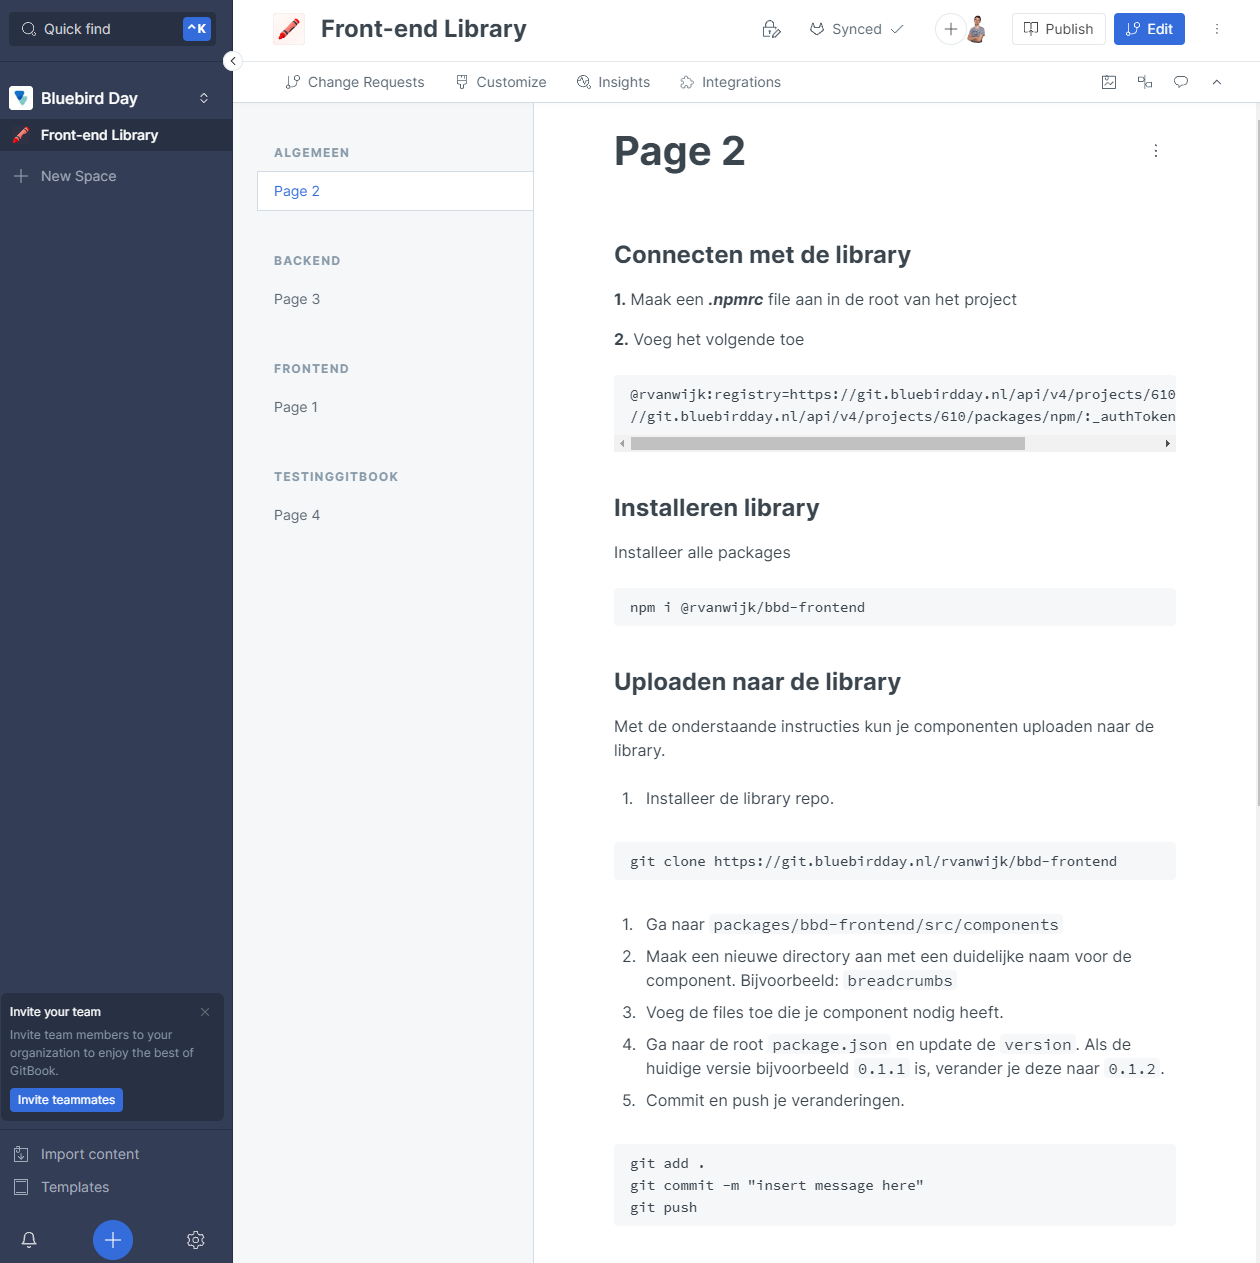 Quick find
^K
Bluebird Day
Front-end Library
New Space
Invite your team
Invite team members to your
organization to enjoy the best of
GitBook.
Invite teammates
Import content
Templates
Front-end Library
Synced
Publish
Edit
Change Requests
Customize
Insights
Integrations
ALGEMEEN
Page 2
BACKEND
Page 3
FRONTEND
Page 1
TESTINGGITBOOK
Page 4
Page 2
Connecten met de library
1. Maak een .npmrc file aan in de root van het project
2. Voeg het volgende toe
@rvanwijk:registry=https://git.bluebirdday.nl/api/v4/projects/610
//git.bluebirdday.nl/api/v4/projects/610/packages/npm/:_authToken
Installeren library
Installeer alle packages
npm i @rvanwijk/bbd-frontend
Uploaden naar de library
Met de onderstaande instructies kun je componenten uploaden naar de
library.
1. Installeer de library repo.
git clone https://git.bluebirdday.nl/rvanwijk/bbd-frontend
1. Ga naar packages/bbd-frontend/src/components
2. Maak een nieuwe directory aan met een duidelijke naam voor de
component. Bijvoorbeeld: breadcrumbs
3. Voeg de files toe die je component nodig heeft.
4. Ga naar de root package.json en update de version. Als de
huidige versie bijvoorbeeld 0.1.1 is, verander je deze naar 0.1.2.
5. Commit en push je veranderingen.
git add .
git commit -m "insert message here"
git push